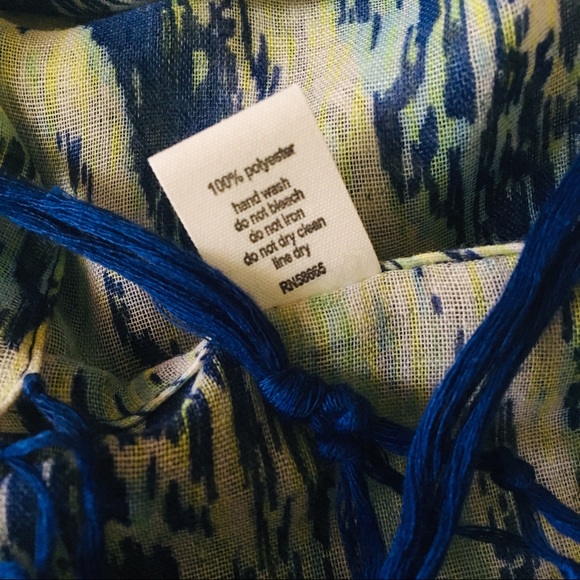 100% polyester
hand wash
do not bleach
do not iron
do not dry clean
line dry
RN58665